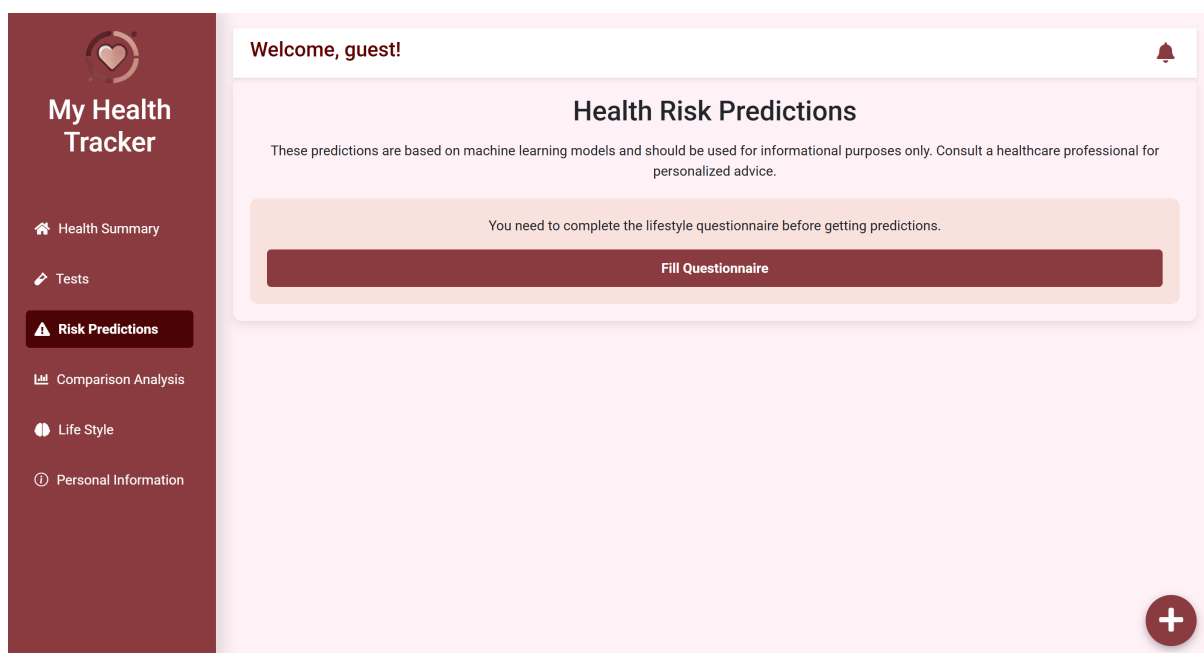 My Health
Tracker
Health Summary
Tests
Risk Predictions
Comparison Analysis
Life Style
Personal Information
Welcome, guest!
Health Risk Predictions
These predictions are based on machine learning models and should be used for informational purposes only. Consult a healthcare professional for
personalized advice.
You need to complete the lifestyle questionnaire before getting predictions.
Fill Questionnaire